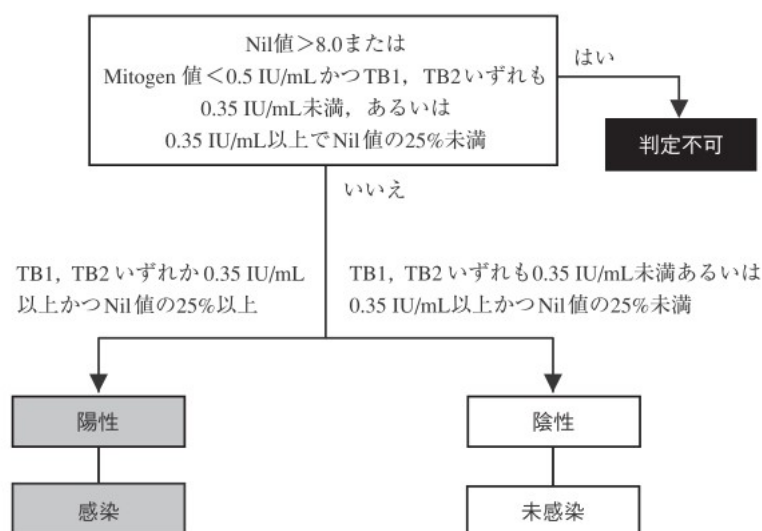 Nil値＞8.0または
Mitogen 値＜0.5 IU/mLかつTB1，TB2いずれも
0.35 IU/mL未満，あるいは
0.35 IU/mL以上でNil値の25%未満
はい
判定不可
いいえ
TB1，TB2いずれか0.35 IU/mL
以上かつNil値の25%以上
TB1，TB2いずれも0.35 IU/mL未満あるいは
0.35 IU/mL以上かつNil値の25%未満
陽性
陰性
感染
未感染